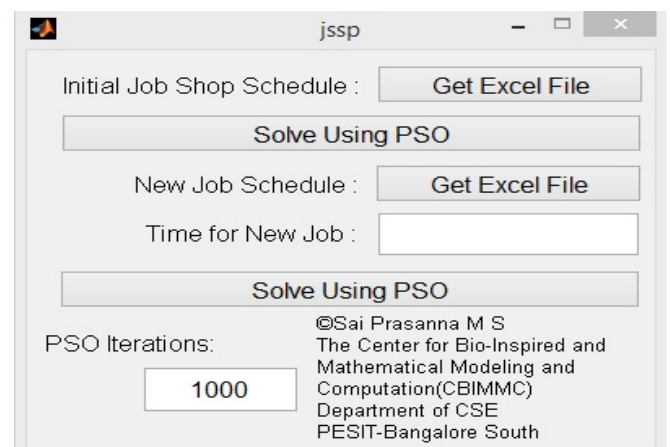 jssp
Initial Job Shop Schedule : Get Excel File
Solve Using PSO
New Job Schedule : Get Excel File
Time for New Job :
Solve Using PSO
PSO Iterations:
1000
©Sai Prasanna M S
The Center for Bio-Inspired and
Mathematical Modeling and
Computation(CBIMMC)
Department of CSE
PESIT-Bangalore South